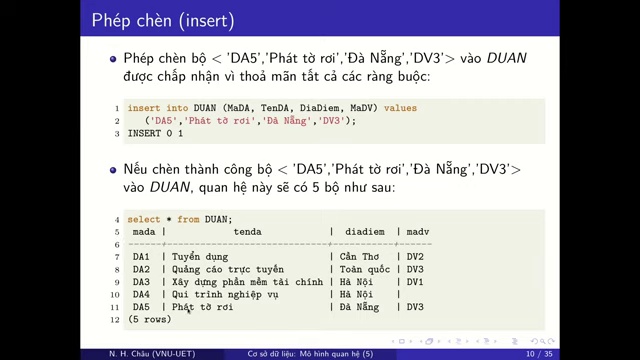 Phép chèn (insert)
Phép chèn bộ < 'DA5','Phát tờ rơi','Đà Nẵng','DV3'> vào DUAN
được chấp nhận vì thoả mãn tất cả các ràng buộc:
1 insert into DUAN (MaDA, TenDA, DiaDiem, MaDV) values
2 ('DA5','Phát tờ rơi','Đà Nẵng','DV3');
3 INSERT 0 1
Nếu chèn thành công bộ < 'DA5','Phát tờ rơi','Đà Nẵng','DV3'>
vào DUAN, quan hệ này sẽ có 5 bộ như sau:
4 select * from DUAN;
5 mada | tenda | diadiem | madv
6 ------+----------------------------+------------+------
7 DA1 | Tuyển dụng | Cần Thơ | DV2
8 DA2 | Quảng cáo trực tuyến | Toàn quốc | DV3
9 DA3 | Xây dựng phần mềm tài chính | Hà Nội | DV1
10 DA4 | Qui trình nghiệp vụ | Hà Nội |
11 DA5 | Phát tờ rơi | Đà Nẵng | DV3
12 (5 rows)
N. H. Châu (VNU-UET) Cơ sở dữ liệu: Mô hình quan hệ (5) 10 / 35